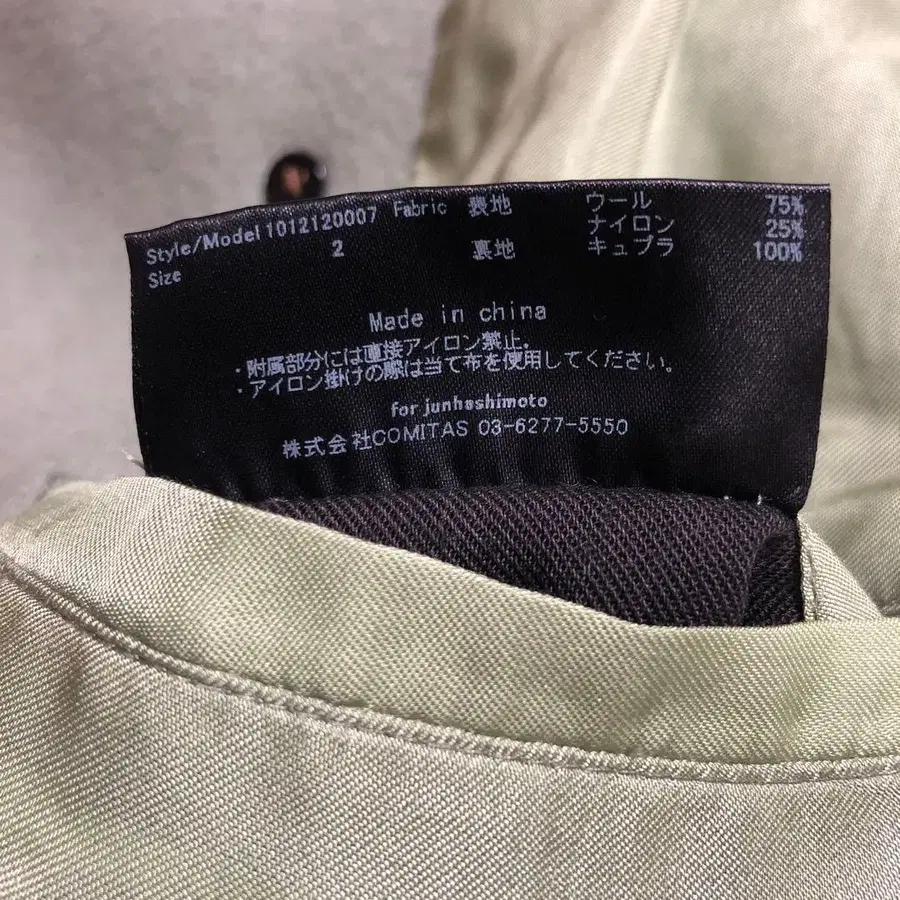 Style/Model 1012120007 Fabric 表地 ウール 75%
ナイロン 25%
Size 2 裏地 キュプラ 100%
Made in china
・附属部分には直接アイロン禁止.
・アイロン掛けの際は当て布を使用してください。
for junhashimoto
株式会社COMITAS 03-6277-5550